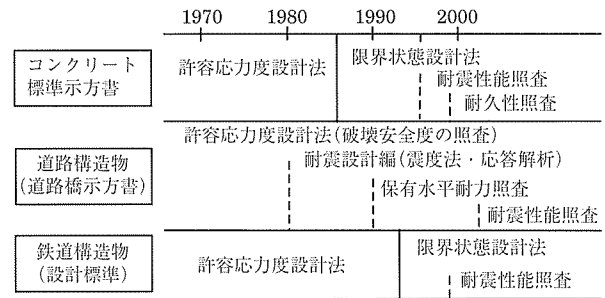 1970 1980 1990 2000
コンクリート
標準示方書
許容応力度設計法
限界状態設計法
耐震性能照査
耐久性照査
道路構造物
(道路橋示方書)
許容応力度設計法(破壊安全度の照査)
耐震設計編(震度法・応答解析)
保有水平耐力照査
耐震性能照査
鉄道構造物
(設計標準)
許容応力度設計法
限界状態設計法
耐震性能照査